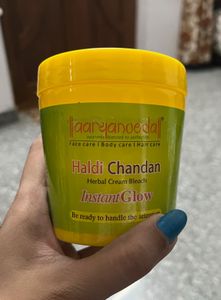 aaryanveda
Face care | Body care | Hair care
Haldi Chandan
Herbal Cream Bleach
Instant Glow
Be ready to handle the attention